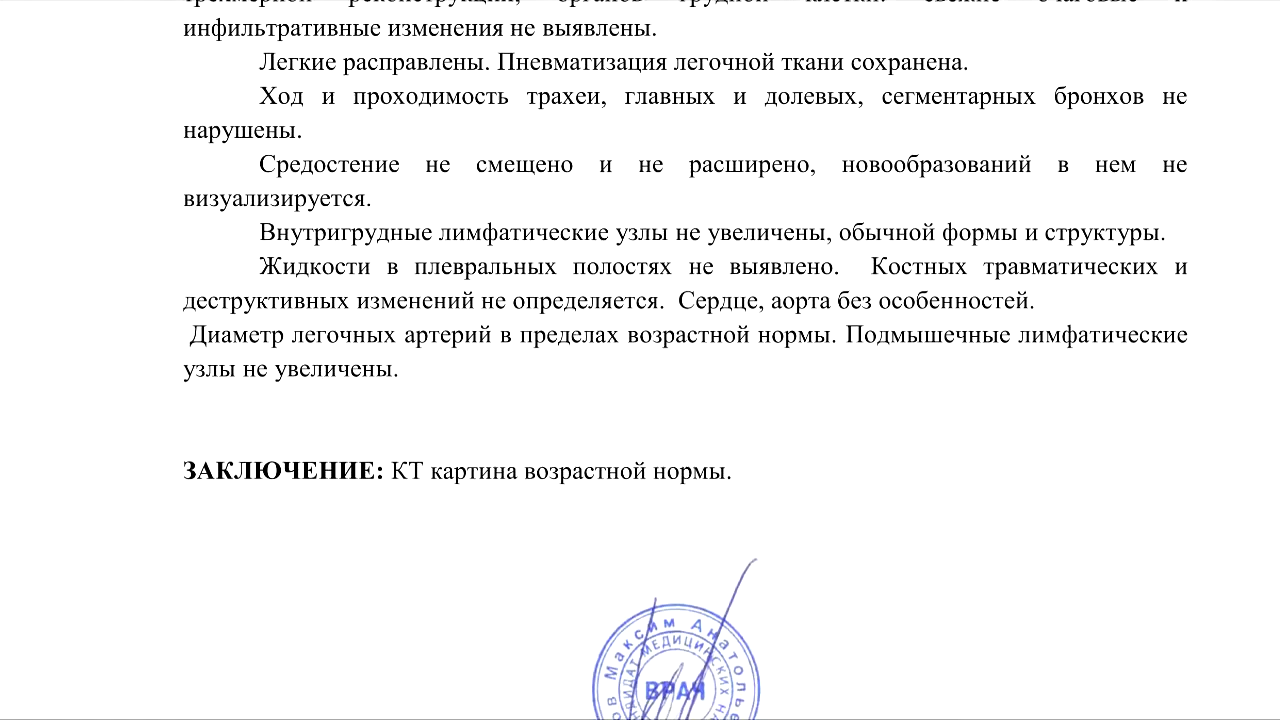 инфильтративные изменения не выявлены.
Легкие расправлены. Пневматизация легочной ткани сохранена.
Ход и проходимость трахеи, главных и долевых, сегментарных бронхов не
нарушены.
Средостение не смещено и не расширено, новообразований в нем не
визуализируется.
Внутригрудные лимфатические узлы не увеличены, обычной формы и структуры.
Жидкости в плевральных полостях не выявлено. Костных травматических и
деструктивных изменений не определяется. Сердце, аорта без особенностей.
Диаметр легочных артерий в пределах возрастной нормы. Подмышечные лимфатические
узлы не увеличены.
ЗАКЛЮЧЕНИЕ: КТ картина возрастной нормы.
Максим Анатолье
МЕДИЦИНСКИХ
ВРАЧ